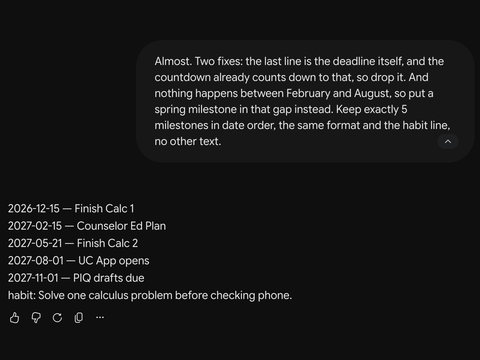 Almost. Two fixes: the last line is the deadline itself, and the
countdown already counts down to that, so drop it. And
nothing happens between February and August, so put a
spring milestone in that gap instead. Keep exactly 5
milestones in date order, the same format and the habit line,
no other text.
2026-12-15 — Finish Calc 1
2027-02-15 — Counselor Ed Plan
2027-05-21 — Finish Calc 2
2027-08-01 — UC App opens
2027-11-01 — PIQ drafts due
habit: Solve one calculus problem before checking phone.